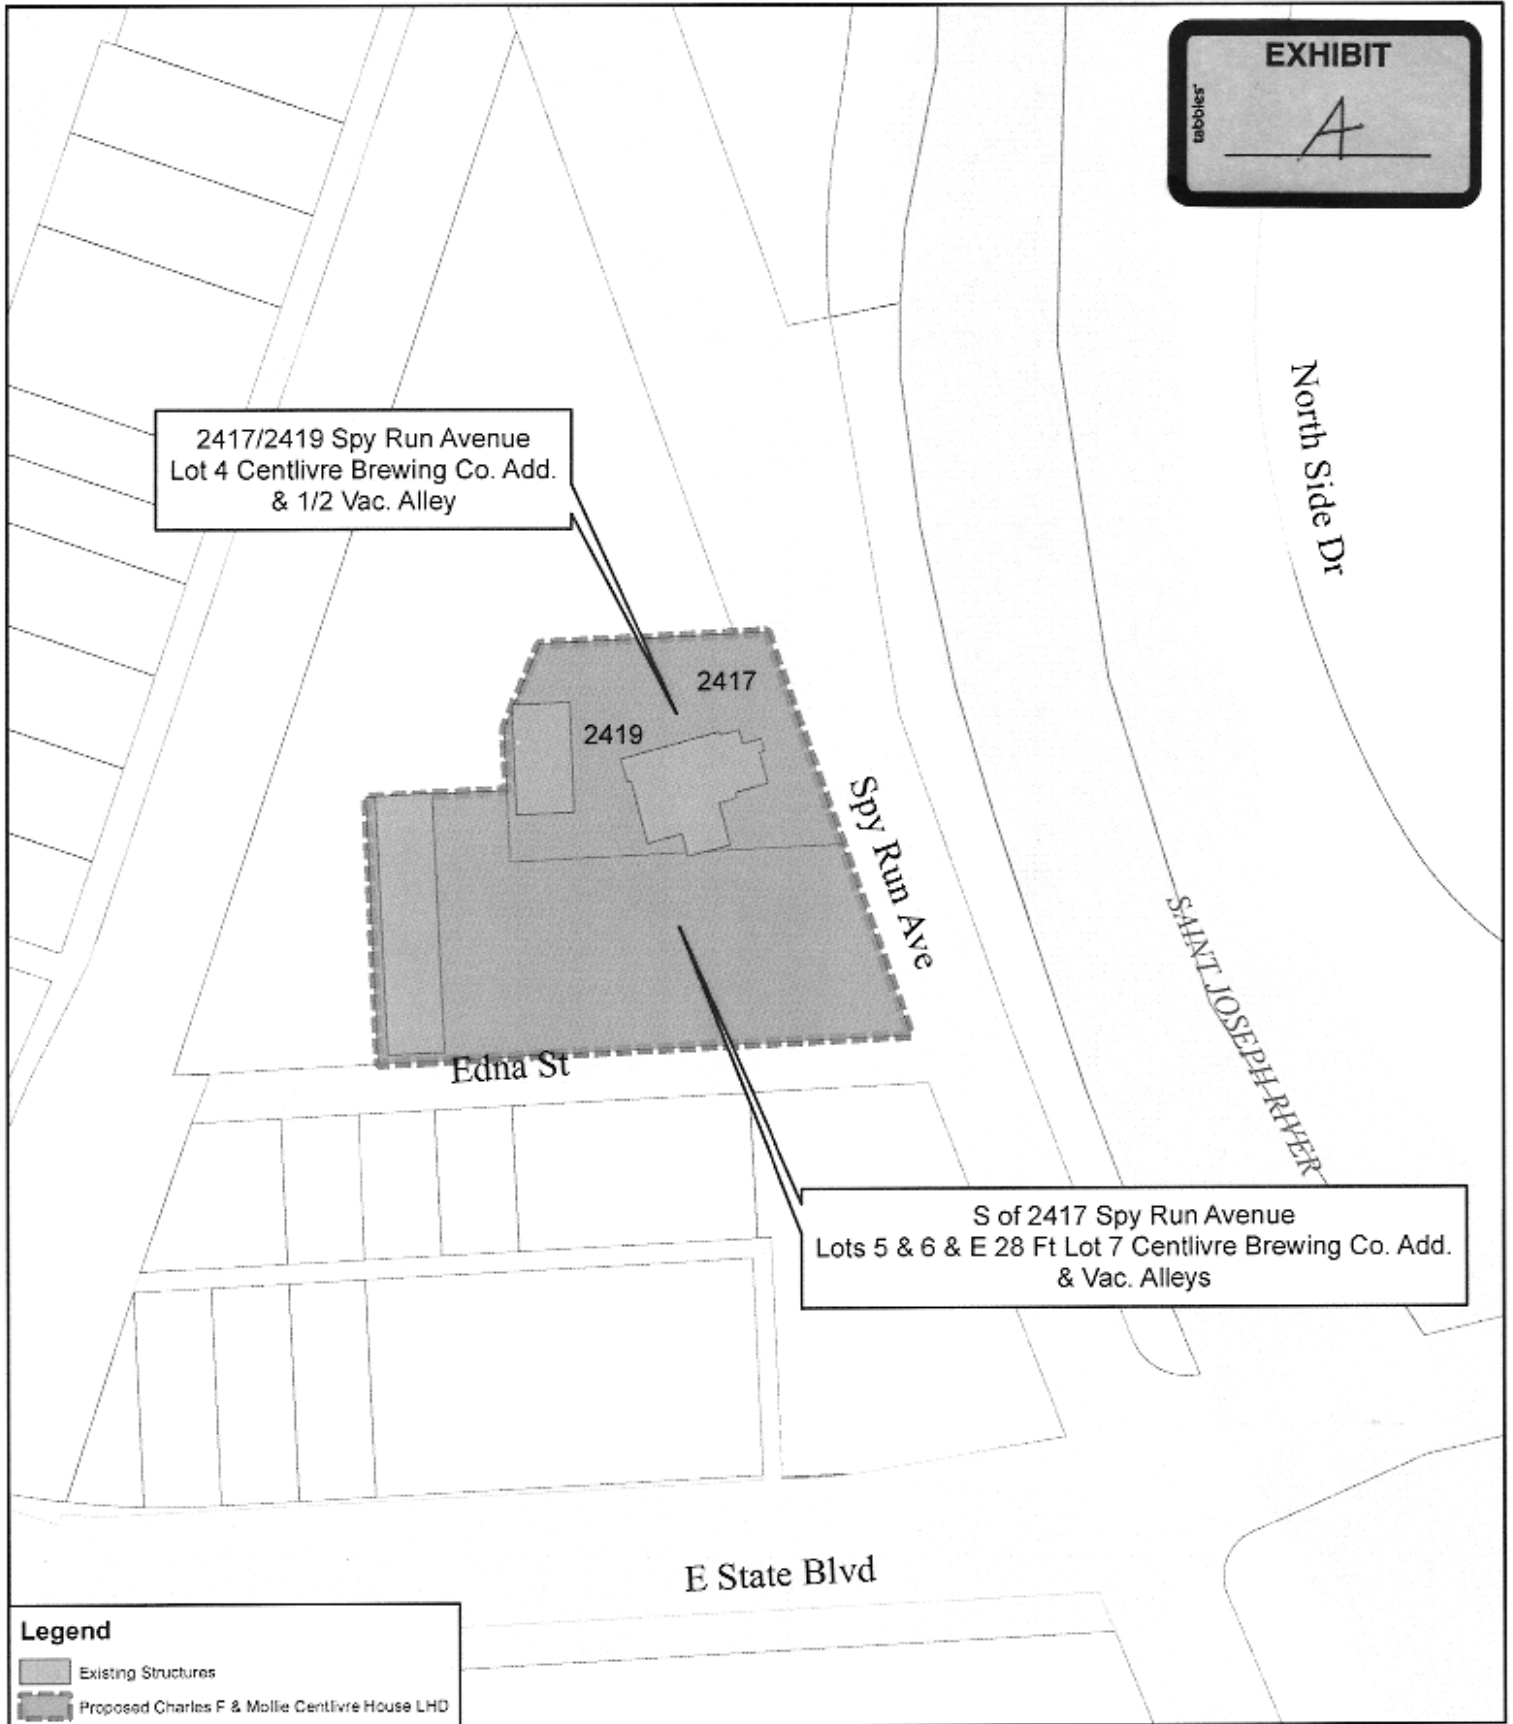 EXHIBIT
tabbies®
A
North Side Dr
2417/2419 Spy Run Avenue
Lot 4 Centlivre Brewing Co. Add.
& 1/2 Vac. Alley
2417
2419
Spy Run Ave
SAINT JOSEPH RIVER
Edna St
S of 2417 Spy Run Avenue
Lots 5 & 6 & E 28 Ft Lot 7 Centlivre Brewing Co. Add.
& Vac. Alleys
E State Blvd
Legend
Existing Structures
Proposed Charles F & Mollie Centlivre House LHD